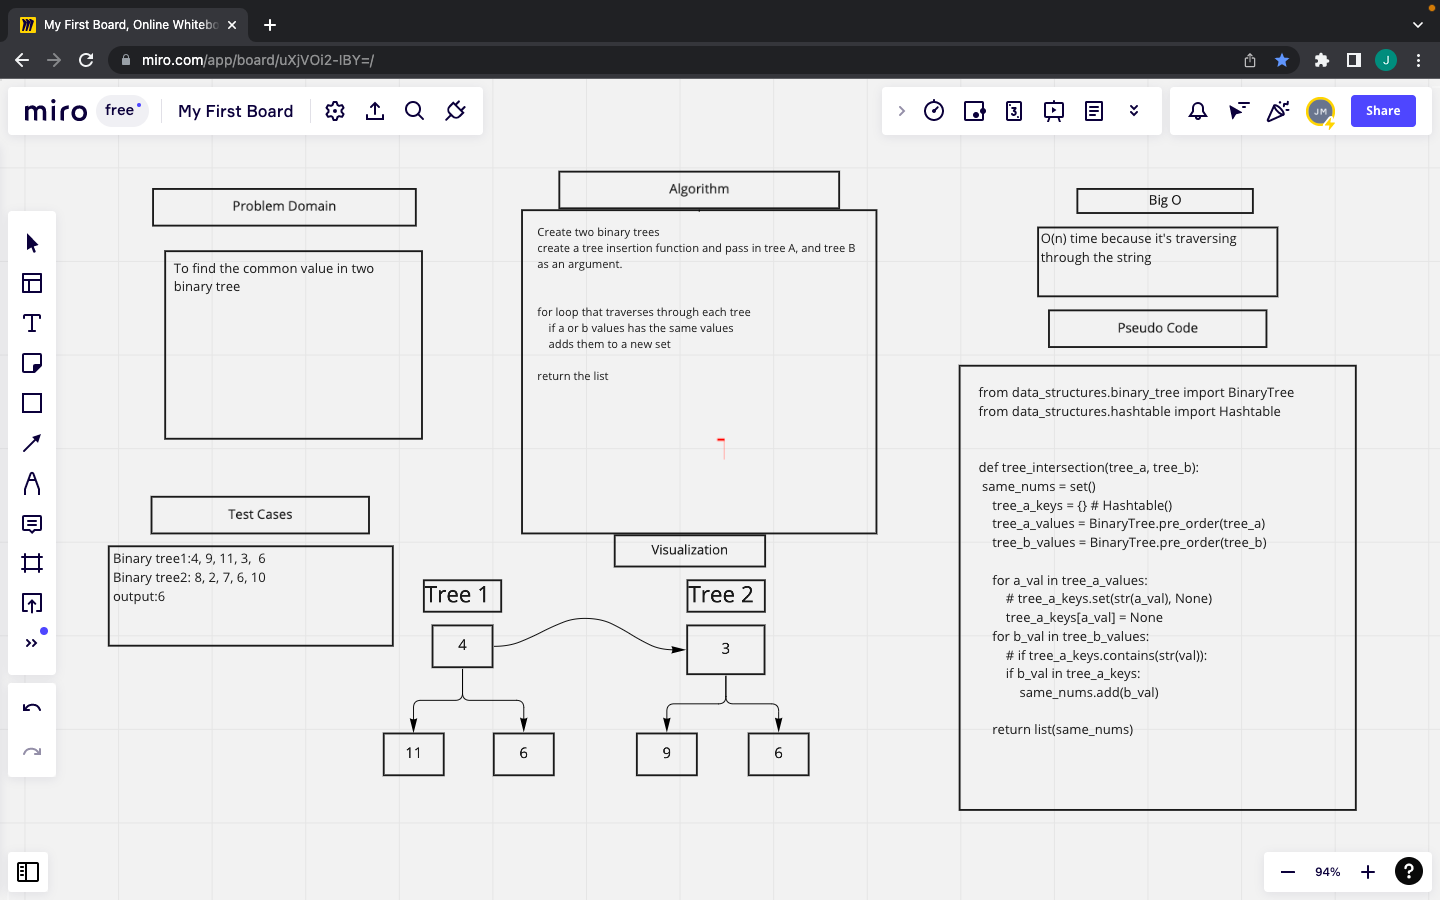 My First Board, Online Whitebo
miro.com/app/board/uXjVOi2-IBY=/
J
miro
free
My First Board
3
JM
Share
Problem Domain
To find the common value in two
binary tree
Test Cases
Binary tree1:4, 9, 11, 3,  6
Binary tree2: 8, 2, 7, 6, 10
output:6
Algorithm
Create two binary trees
create a tree insertion function and pass in tree A, and tree B
as an argument.
for loop that traverses through each tree
    if a or b values has the same values
    adds them to a new set
return the list
Visualization
Tree 1
Tree 2
4
3
11
6
9
6
Big O
O(n) time because it's traversing
through the string
Pseudo Code
from data_structures.binary_tree import BinaryTree
from data_structures.hashtable import Hashtable
def tree_intersection(tree_a, tree_b):
 same_nums = set()
    tree_a_keys = {} # Hashtable()
    tree_a_values = BinaryTree.pre_order(tree_a)
    tree_b_values = BinaryTree.pre_order(tree_b)
    for a_val in tree_a_values:
        # tree_a_keys.set(str(a_val), None)
        tree_a_keys[a_val] = None
    for b_val in tree_b_values:
        # if tree_a_keys.contains(str(val)):
        if b_val in tree_a_keys:
            same_nums.add(b_val)
    return list(same_nums)
94%
?